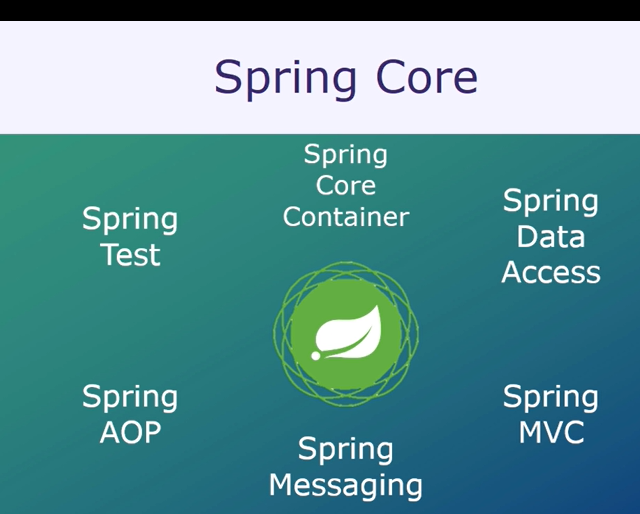 Spring Core
Spring
Core
Container
Spring
Test
Spring
Data
Access
Spring
AOP
Spring
Messaging
Spring
MVC